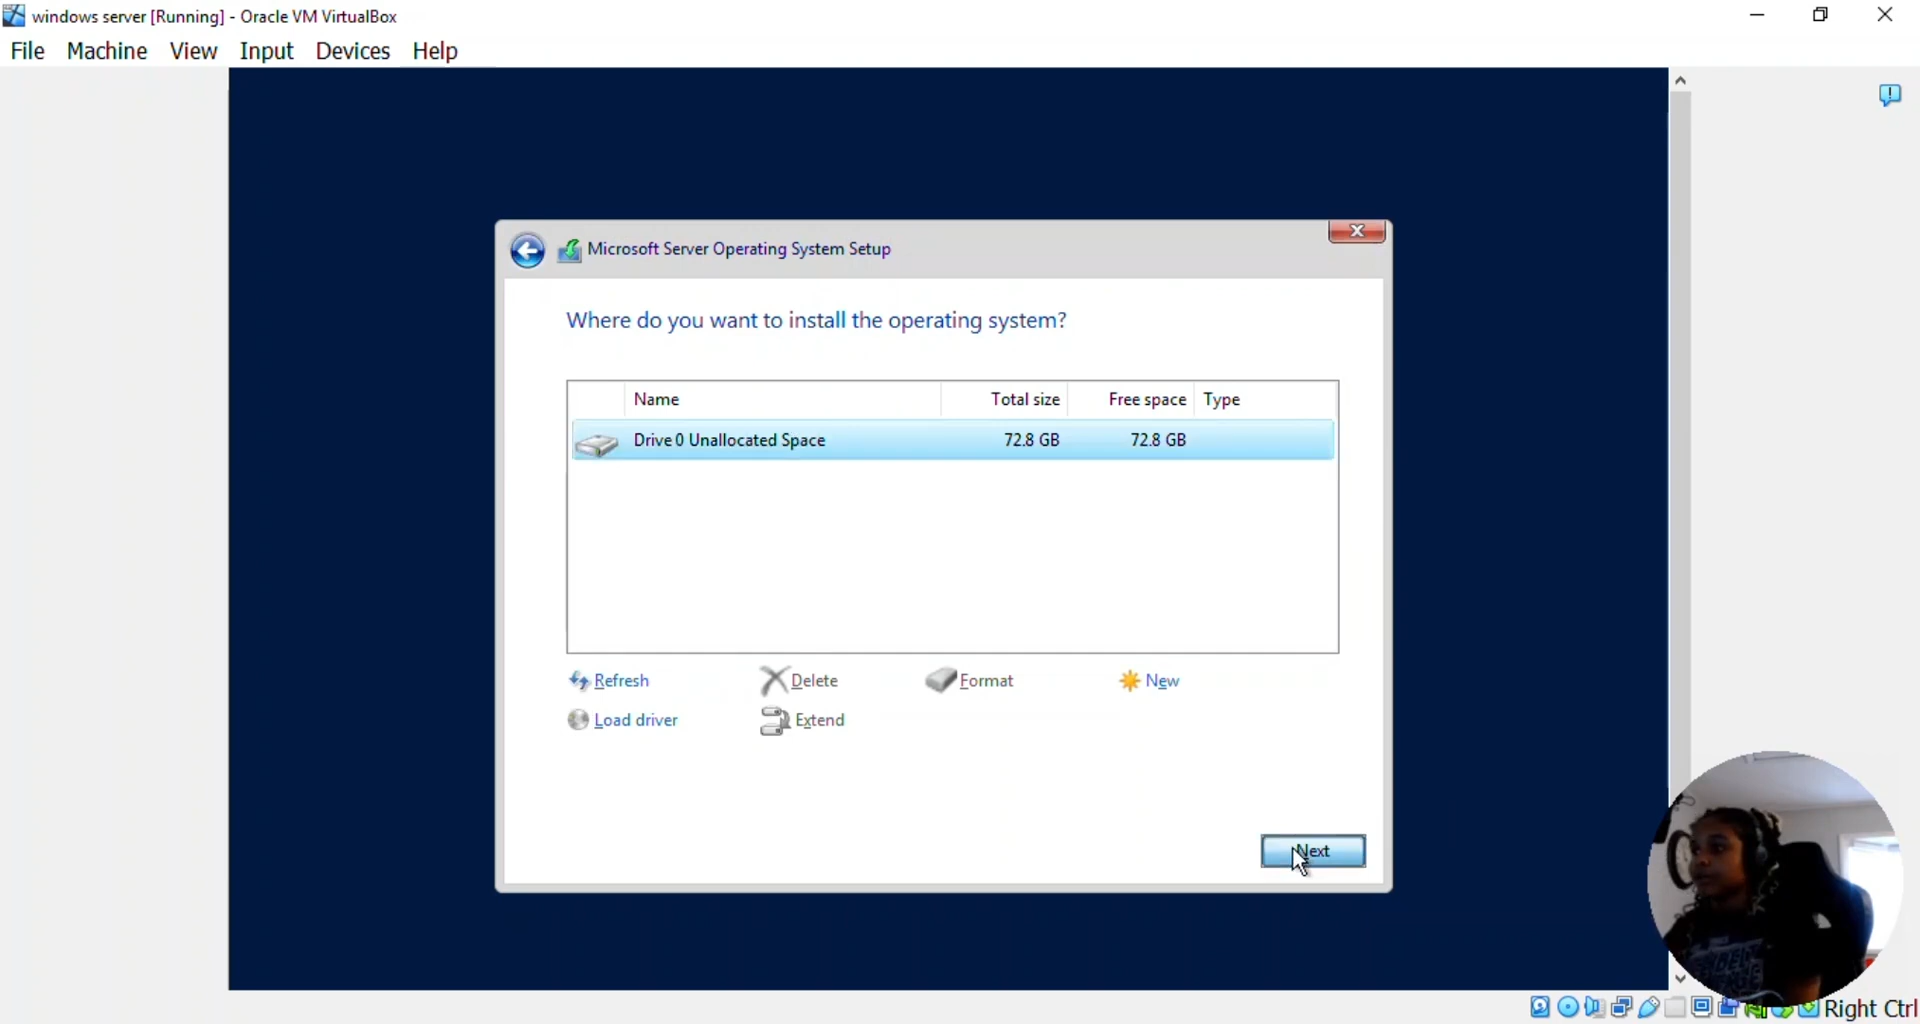 windows server [Running] - Oracle VM VirtualBox
File Machine View Input Devices Help
Microsoft Server Operating System Setup
Where do you want to install the operating system?
Name Total size Free space Type
Drive 0 Unallocated Space 72.8 GB 72.8 GB
Refresh Delete Format New
Load driver Extend
Next
Right Ctrl